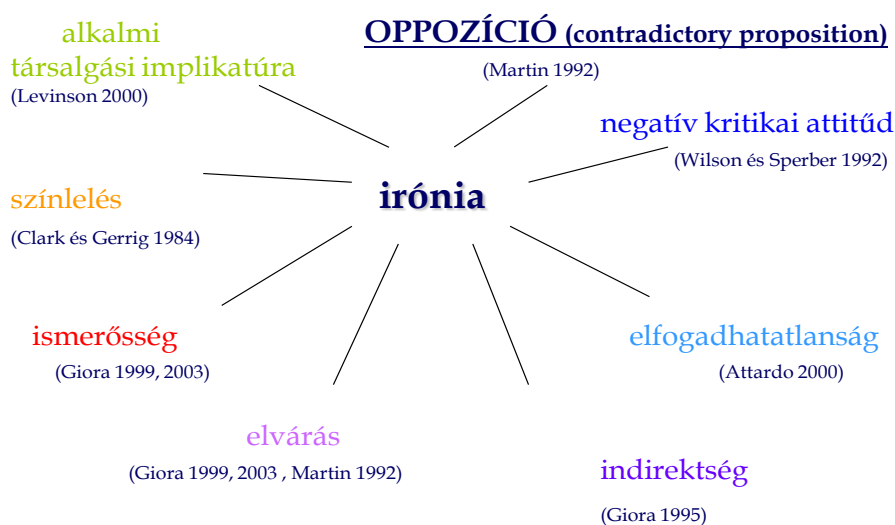 alkalmi
társalgási implikatúra
(Levinson 2000)
OPPOZÍCIÓ (contradictory proposition)
(Martin 1992)
negatív kritikai attitűd
(Wilson és Sperber 1992)
irónia
színlelés
(Clark és Gerrig 1984)
ismerősség
(Giora 1999, 2003)
elfogadhatatlanság
(Attardo 2000)
elvárás
(Giora 1999, 2003 , Martin 1992)
indirektség
(Giora 1995)